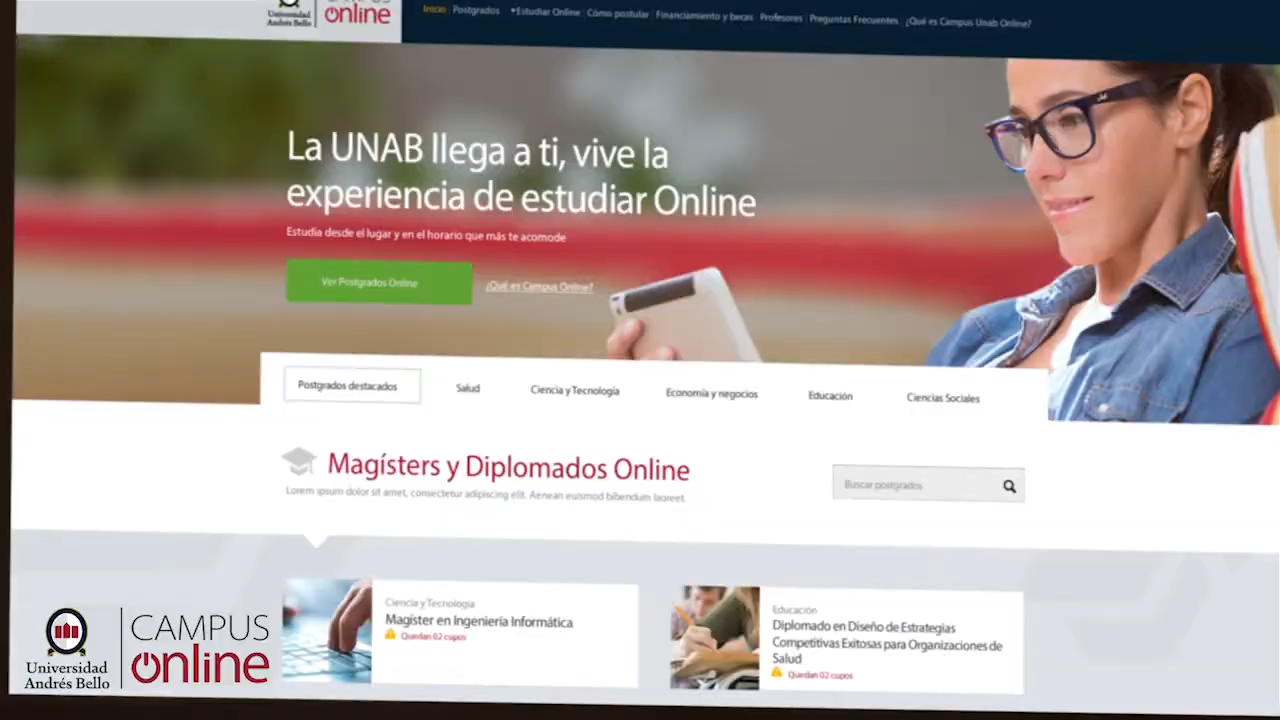 Universidad
Andrés Bello
CAMPUS
online
Inicio Postgrados Estudiar Online Cómo postular Financiamiento y becas Profesores Preguntas Frecuentes ¿Qué es Campus Unab Online?
La UNAB llega a ti, vive la
experiencia de estudiar Online
Estudia desde el lugar y en el horario que más te acomode
Ver Postgrados Online
¿Qué es Campus Online?
Postgrados destacados
Salud
Ciencia y Tecnología
Economía y negocios
Educación
Ciencias Sociales
Magísters y Diplomados Online
Lorem ipsum dolor sit amet, consectetur adipiscing elit. Aenean euismod bibendum laoreet.
Buscar postgrados
Ciencia y Tecnología
Magíster en Ingeniería Informática
Quedan 02 cupos
Educación
Diplomado en Diseño de Estrategias
Competitivas Exitosas para Organizaciones de
Salud
Quedan 02 cupos
Universidad
Andrés Bello
CAMPUS
online